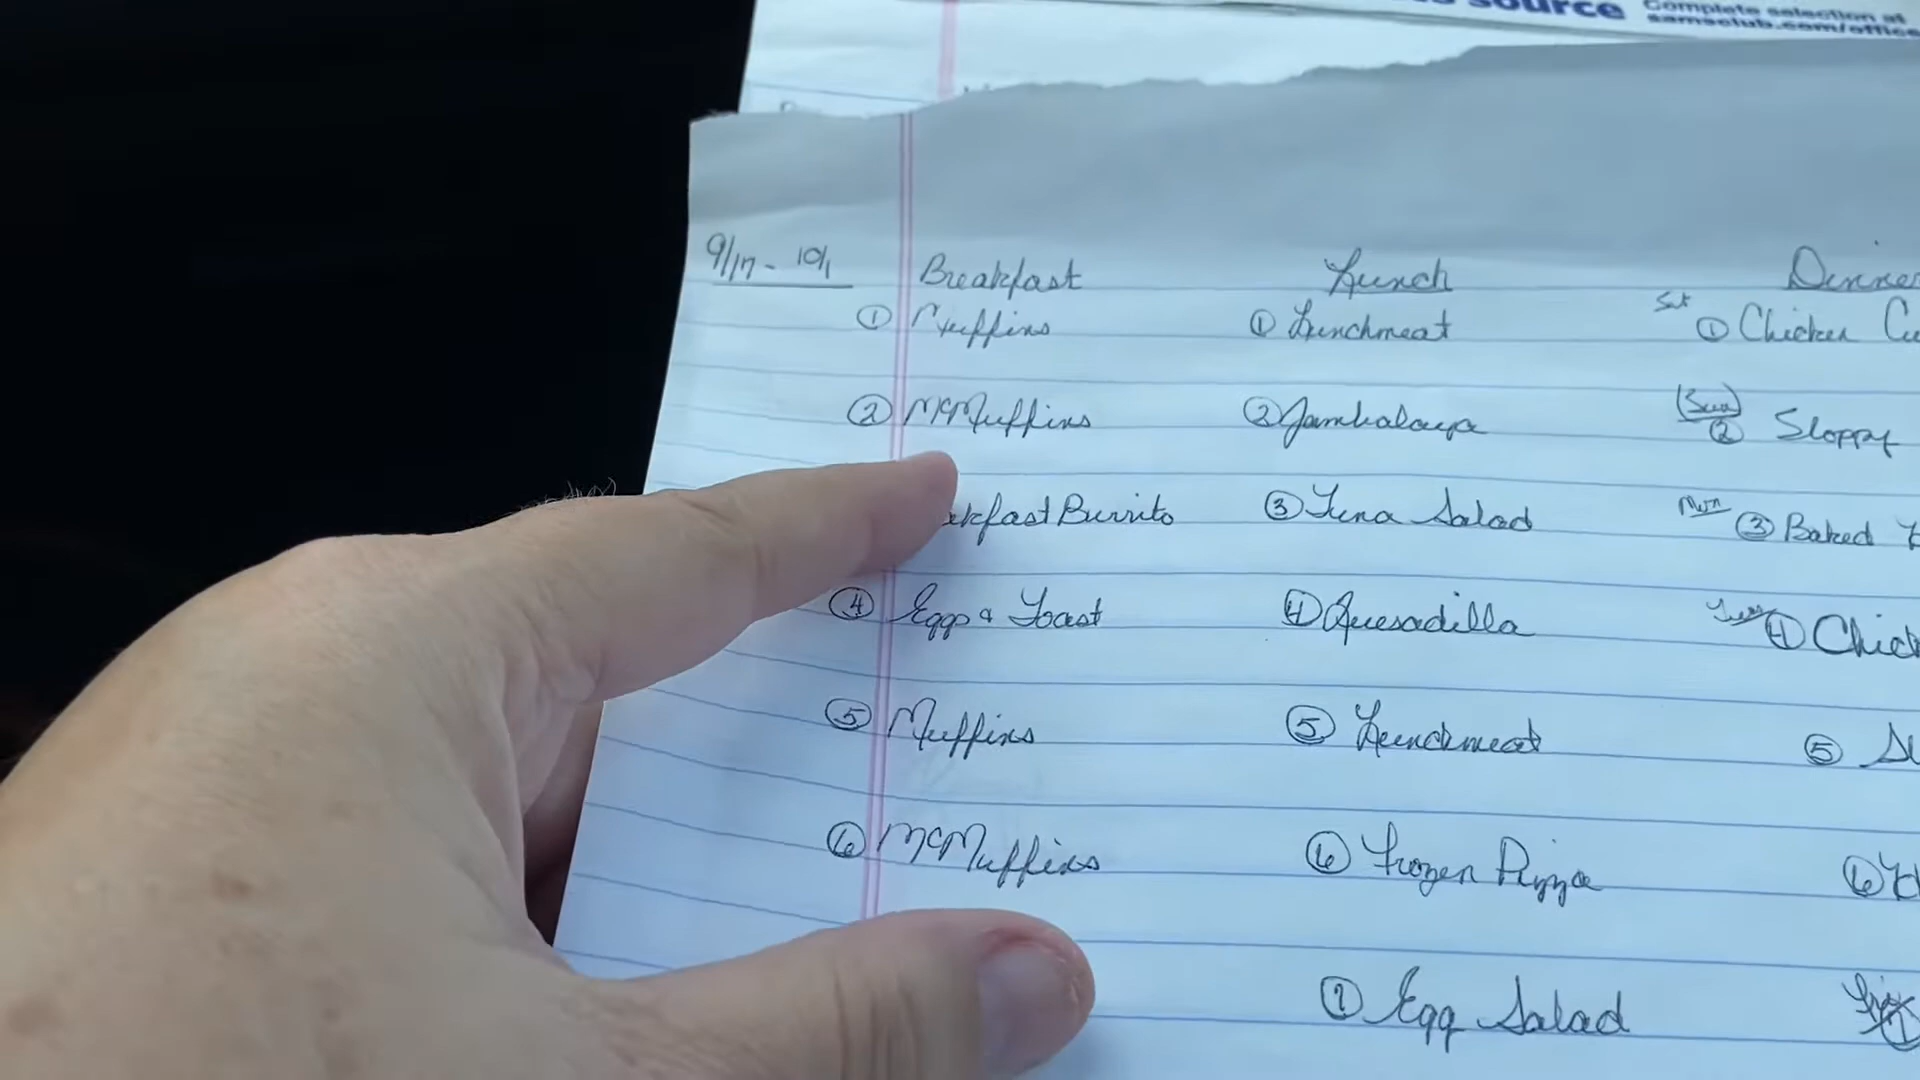 source Complete selection at
samsclub.com/office
9/17 - 10/1 Breakfast Lunch Dinner
① Muffins ① Lunchmeat Sat ① Chicken
② McMuffins ② Jambalaya (Sun) ② Sloppy
Burrito ③ Tuna Salad Mon ③ Baked
④ Eggs & Toast ④ Quesadilla Tues ④ Chick
⑤ Muffins ⑤ Lunchmeat ⑤
⑥ McMuffins ⑥ Frozen Pizza ⑥
⑦ Egg Salad